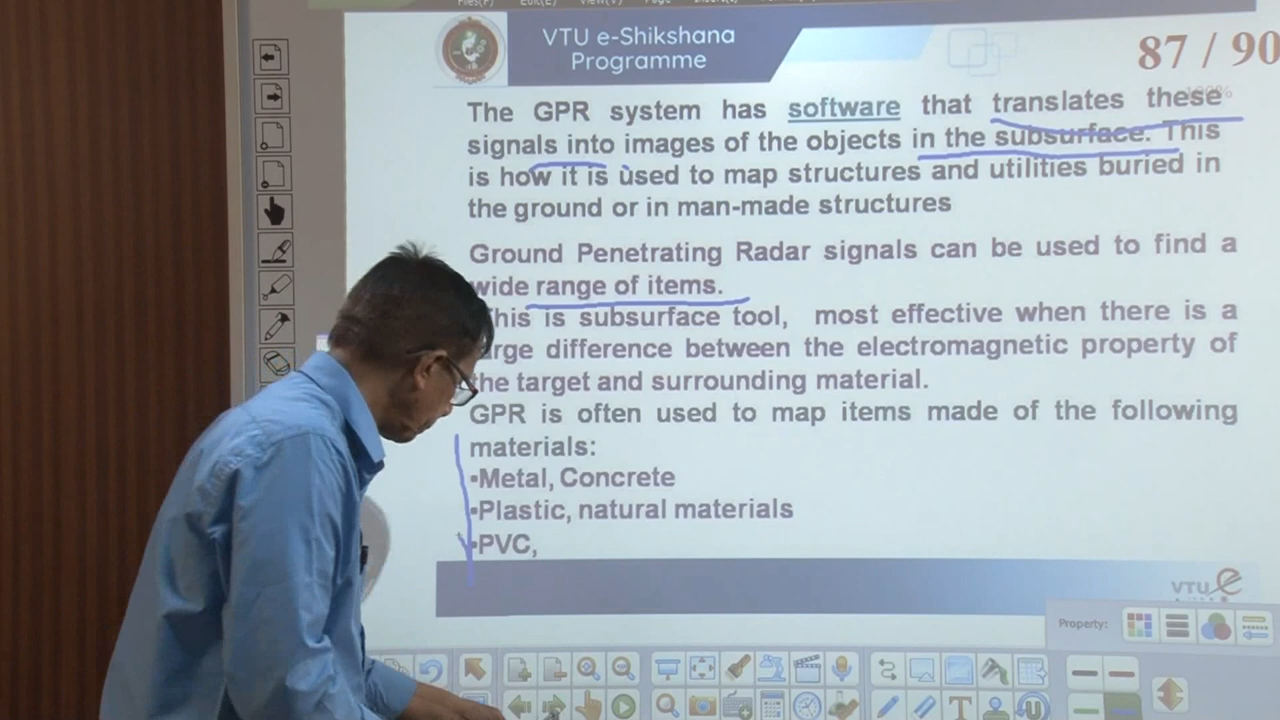 VTU e-Shikshana
Programme
87 / 90
The GPR system has software that translates these
signals into images of the objects in the subsurface. This
is how it is used to map structures and utilities buried in
the ground or in man-made structures
Ground Penetrating Radar signals can be used to find a
wide range of items.
This is subsurface tool, most effective when there is a
large difference between the electromagnetic property of
the target and surrounding material.
GPR is often used to map items made of the following
materials:
•Metal, Concrete
•Plastic, natural materials
•PVC,
VTU e
Property: